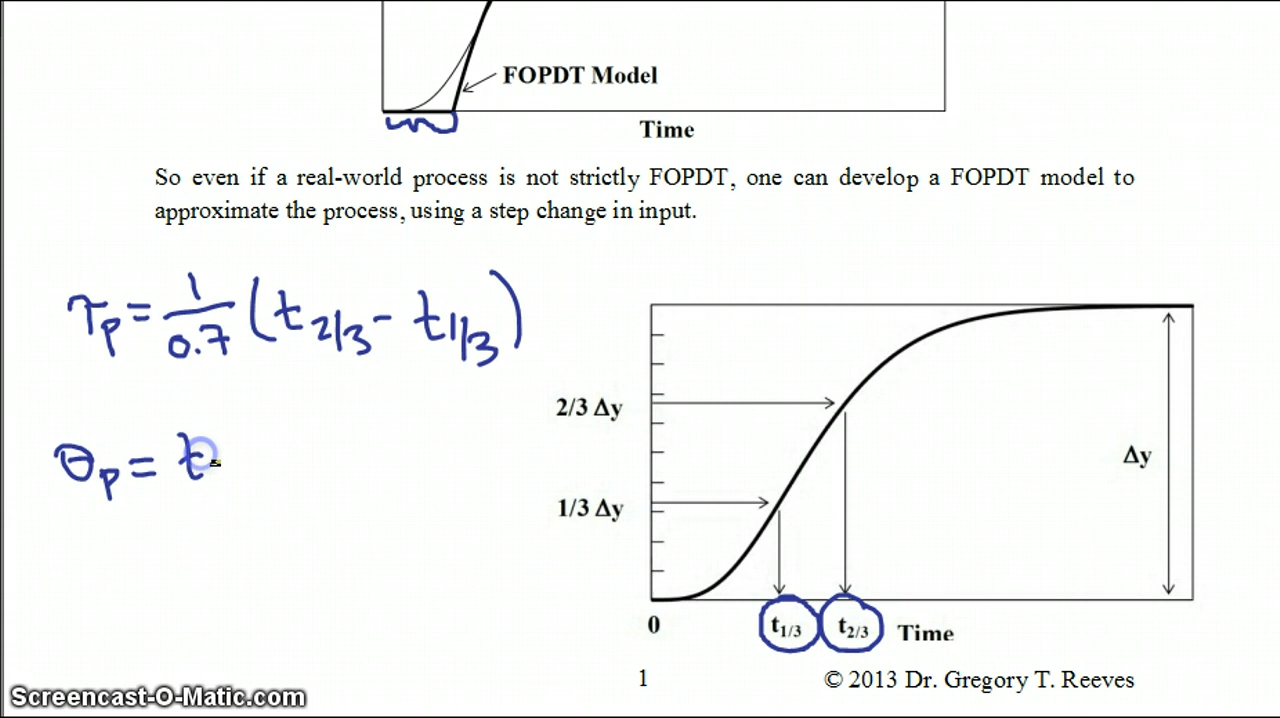 FOPDT Model
Time
So even if a real-world process is not strictly FOPDT, one can develop a FOPDT model to
approximate the process, using a step change in input.
τp = 1/0.7 (t2/3 - t1/3)
θp = t
2/3 Δy
Δy
1/3 Δy
0
t1/3
t2/3
Time
1
© 2013 Dr. Gregory T. Reeves
Screencast-O-Matic.com